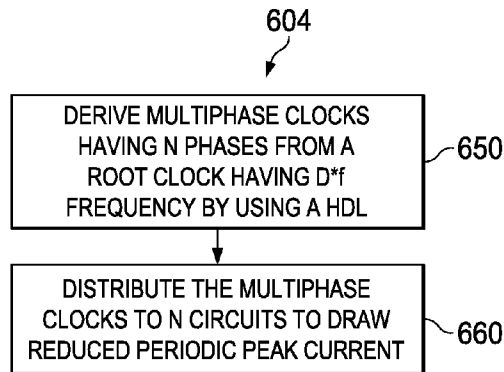 604
DERIVE MULTIPHASE CLOCKS
HAVING N PHASES FROM A
ROOT CLOCK HAVING D*f
FREQUENCY BY USING A HDL
650
DISTRIBUTE THE MULTIPHASE
CLOCKS TO N CIRCUITS TO DRAW
REDUCED PERIODIC PEAK CURRENT
660